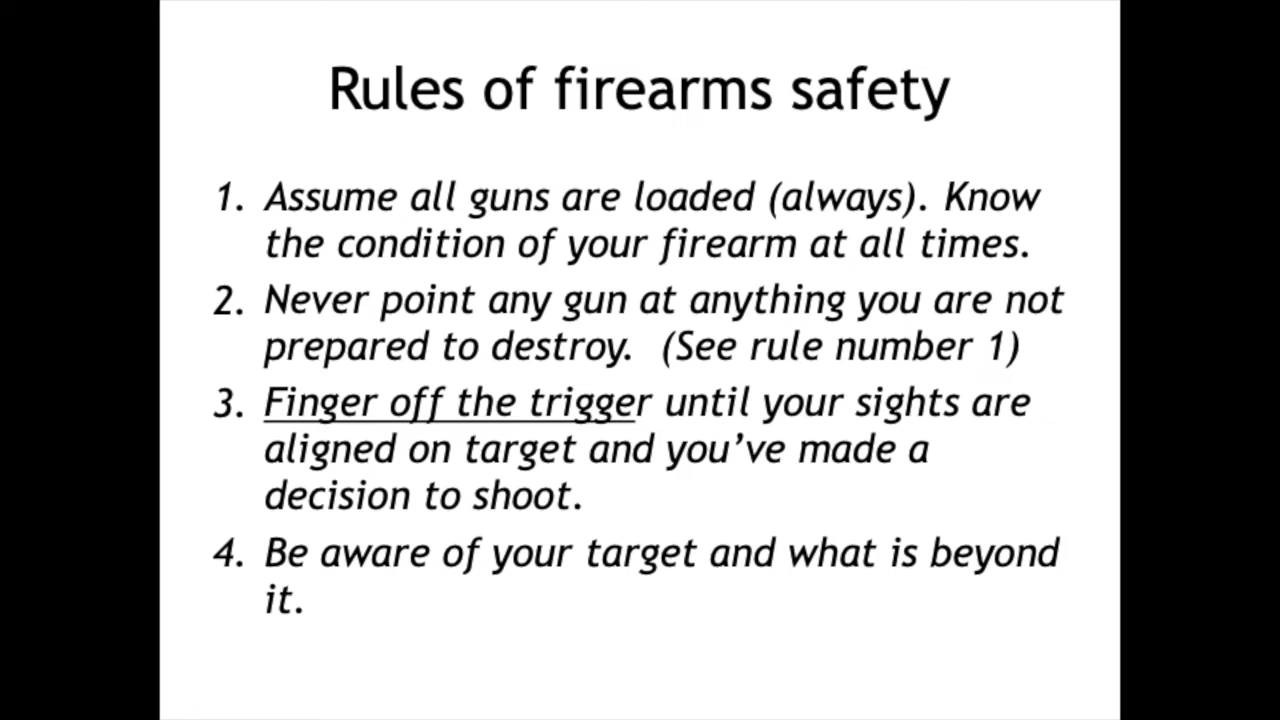 Rules of firearms safety
1. Assume all guns are loaded (always). Know
the condition of your firearm at all times.
2. Never point any gun at anything you are not
prepared to destroy.  (See rule number 1)
3. Finger off the trigger until your sights are
aligned on target and you’ve made a
decision to shoot.
4. Be aware of your target and what is beyond
it.